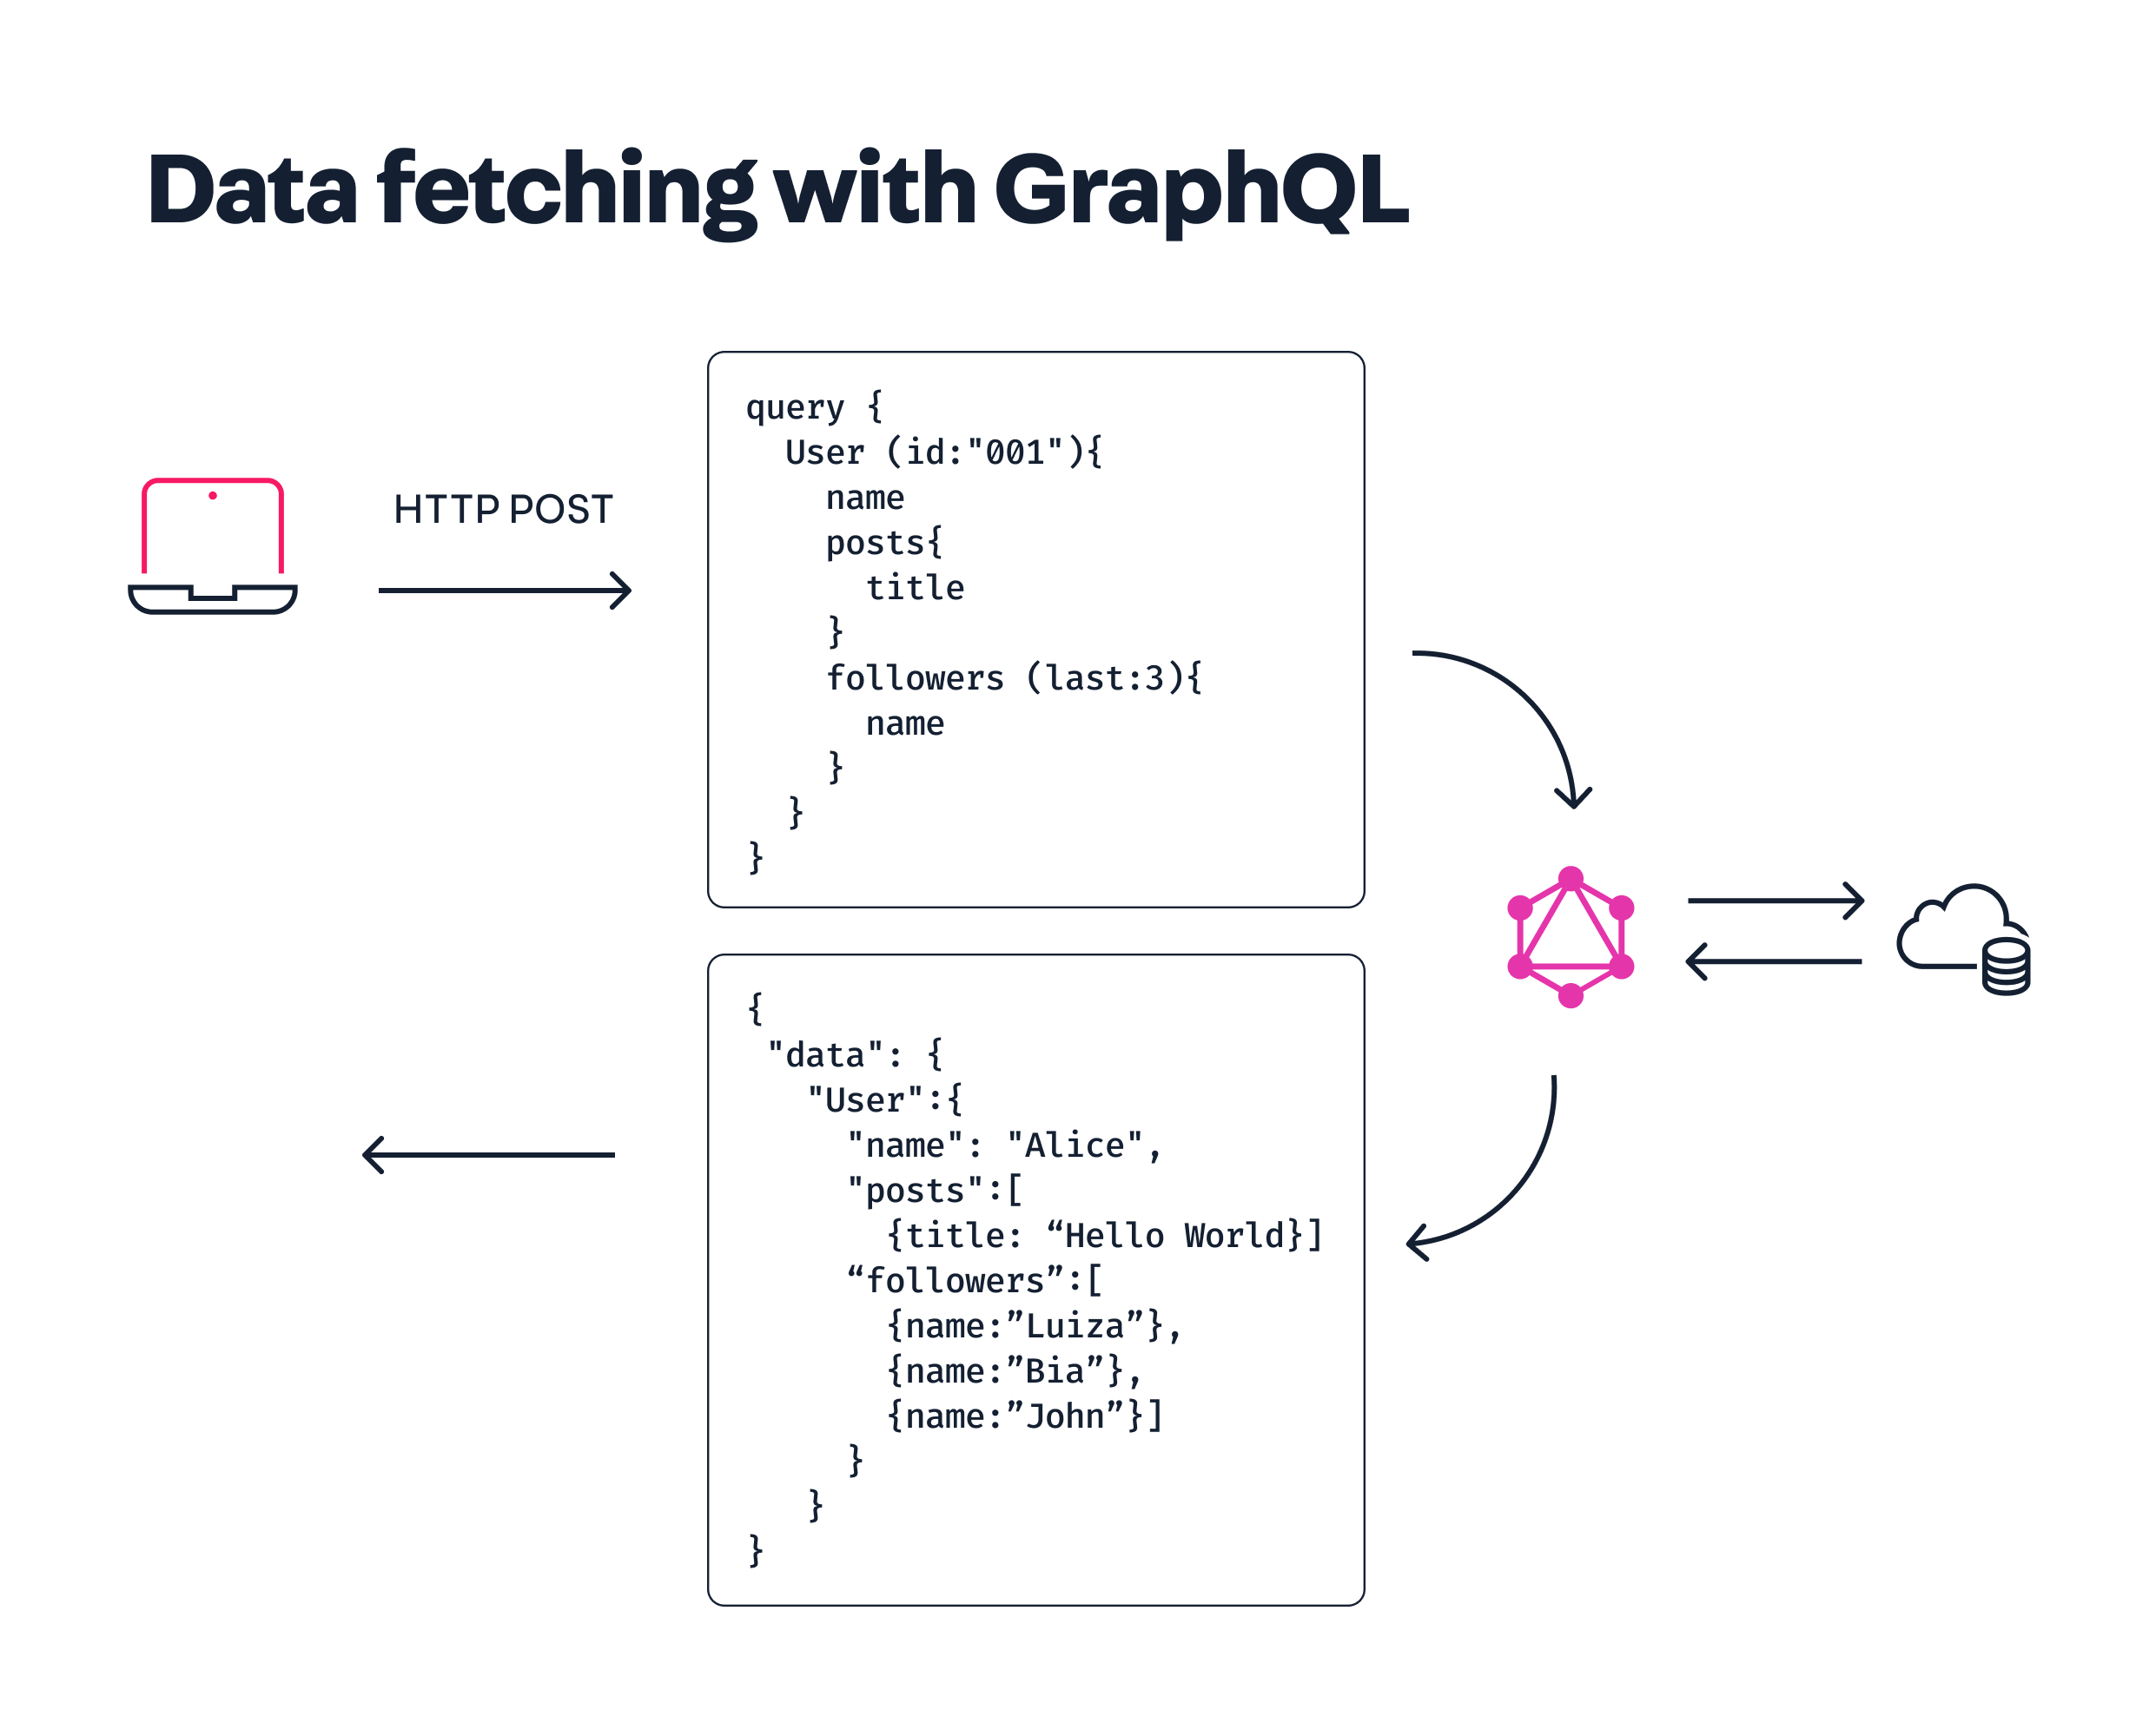 Data fetching with GraphQL
HTTP POST
query {
  User (id:"001"){
    name
    posts{
      title
    }
    followers (last:3){
      name
    }
  }
}
{
 "data": {
   "User":{
     "name": "Alice",
     "posts":[
       {title: “Hello World}]
     “followers”:[
       {name:”Luiza”},
       {name:”Bia”},
       {name:”John”}]
     }
   }
}